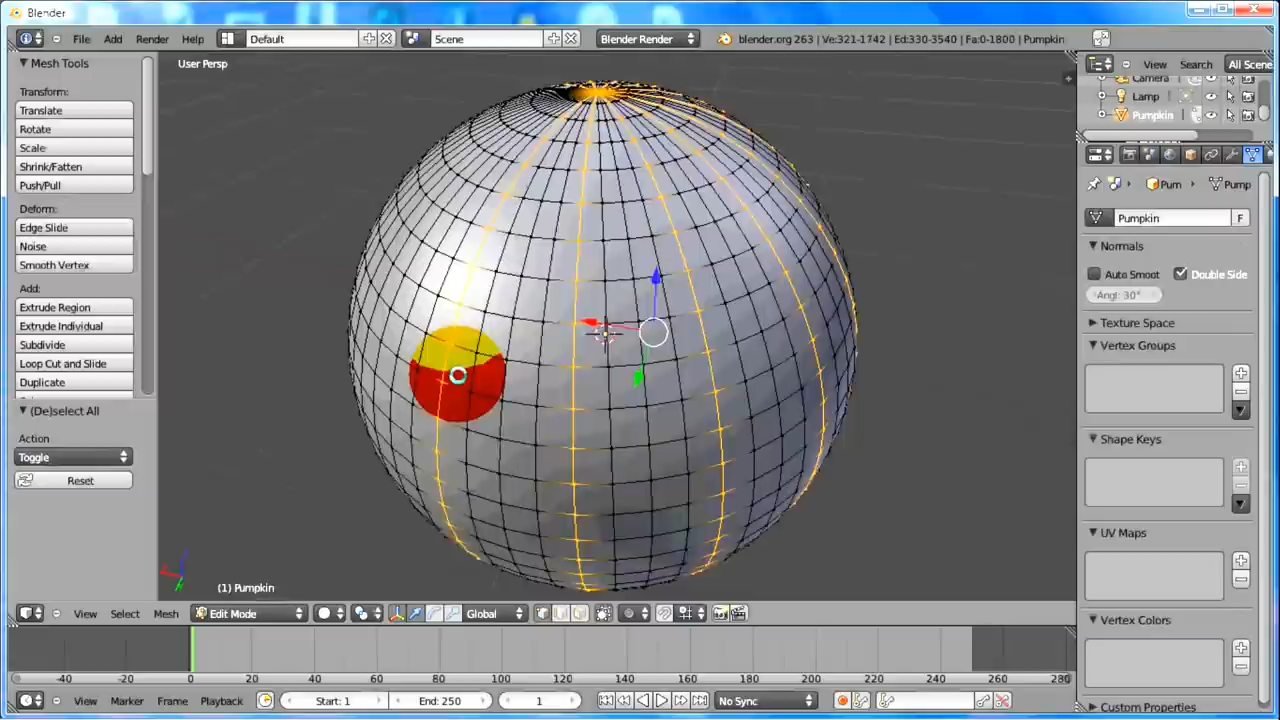 Blender
File Add Render Help Default Scene Blender Render blender.org 263 | Ve:321-1742 | Ed:330-3540 | Fa:0-1800 | Pumpkin
Mesh Tools
Transform:
Translate
Rotate
Scale
Shrink/Fatten
Push/Pull
Deform:
Edge Slide
Noise
Smooth Vertex
Add:
Extrude Region
Extrude Individual
Subdivide
Loop Cut and Slide
Duplicate
(De)select All
Action
Toggle
Reset
User Persp
(1) Pumpkin
View Search All Scene
Camera
Lamp
Pumpkin
Pum Pump
Pumpkin F
Normals
Auto Smoot Double Side
Angl: 30°
Texture Space
Vertex Groups
Shape Keys
UV Maps
Vertex Colors
Custom Properties
View Select Mesh Edit Mode Global
-40 -20 0 20 40 60 80 100 120 140 160 180 200 220 240 260 280
View Marker Frame Playback Start: 1 End: 250 1 No Sync